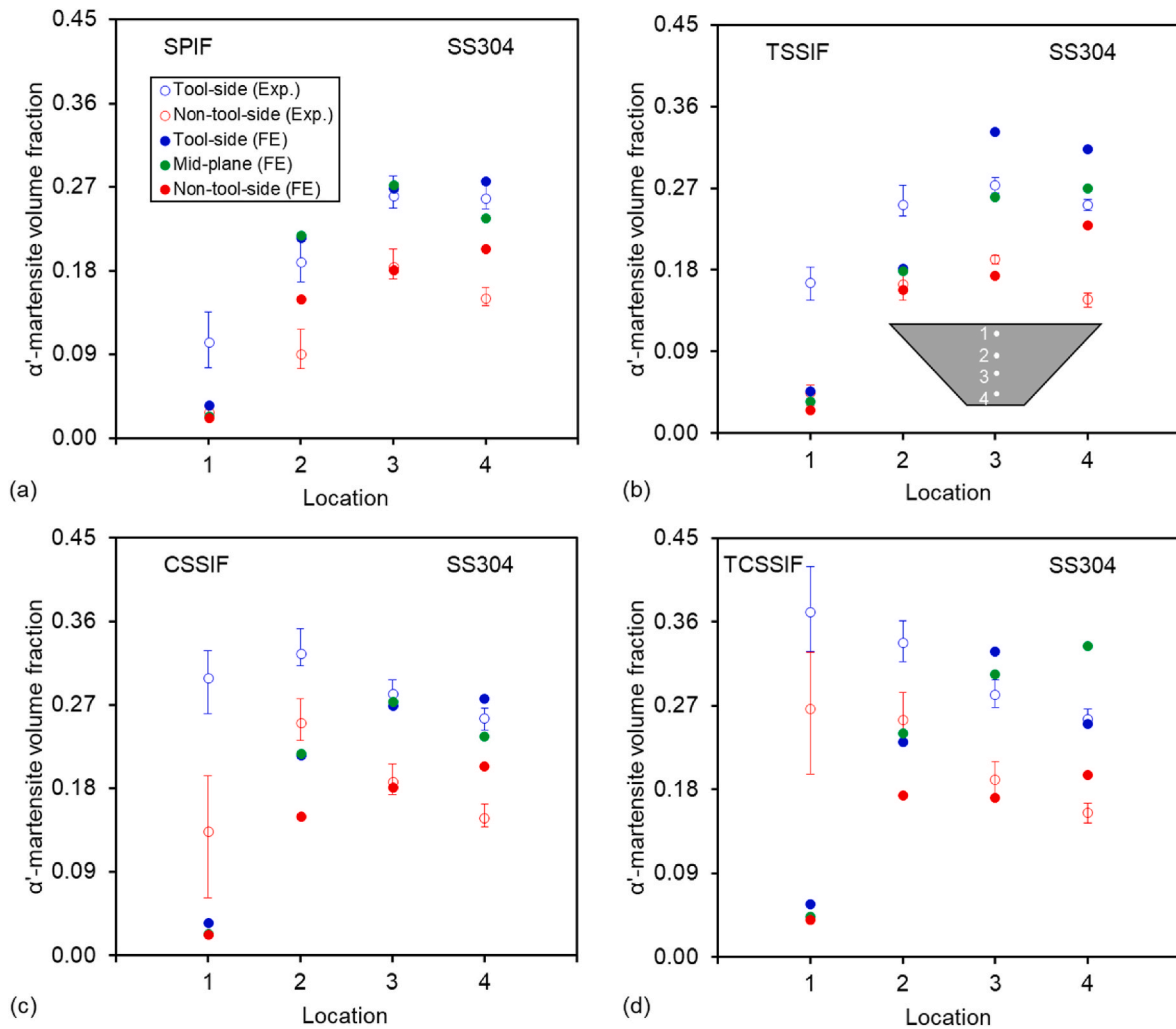 0.45
SPIF SS304
Tool-side (Exp.)
Non-tool-side (Exp.)
Tool-side (FE)
Mid-plane (FE)
Non-tool-side (FE)
0.36
0.27
0.18
0.09
0.00
α'-martensite volume fraction
1 2 3 4
Location
(a)
0.45
TSSIF SS304
0.36
0.27
0.18
0.09
0.00
α'-martensite volume fraction
1
2
3
4
1 2 3 4
Location
(b)
0.45
CSSIF SS304
0.36
0.27
0.18
0.09
0.00
α'-martensite volume fraction
1 2 3 4
Location
(c)
0.45
TCSSIF SS304
0.36
0.27
0.18
0.09
0.00
α'-martensite volume fraction
1 2 3 4
Location
(d)